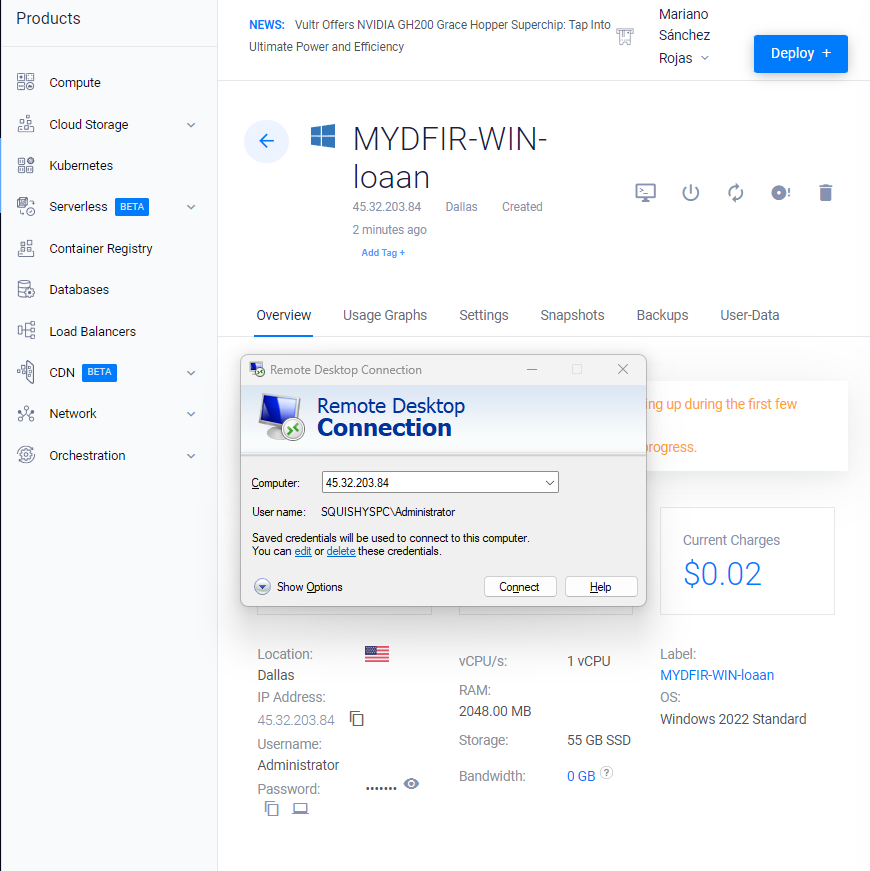 Products
Compute
Cloud Storage
Kubernetes
Serverless BETA
Container Registry
Databases
Load Balancers
CDN BETA
Network
Orchestration
NEWS: Vultr Offers NVIDIA GH200 Grace Hopper Superchip: Tap Into
Ultimate Power and Efficiency
Mariano
Sánchez
Rojas
Deploy +
MYDFIR-WIN-
loaan
45.32.203.84 Dallas Created
2 minutes ago
Add Tag +
Overview Usage Graphs Settings Snapshots Backups User-Data
ing up during the first few
progress.
Remote Desktop Connection
Remote Desktop
Connection
Computer: 45.32.203.84
User name: SQUISHYSPC\Administrator
Saved credentials will be used to connect to this computer.
You can edit or delete these credentials.
Show Options Connect Help
Current Charges
$0.02
Location:
Dallas
IP Address:
45.32.203.84
Username:
Administrator
Password: •••••••
vCPU/s: 1 vCPU
RAM:
2048.00 MB
Storage: 55 GB SSD
Bandwidth: 0 GB ?
Label:
MYDFIR-WIN-loaan
OS:
Windows 2022 Standard